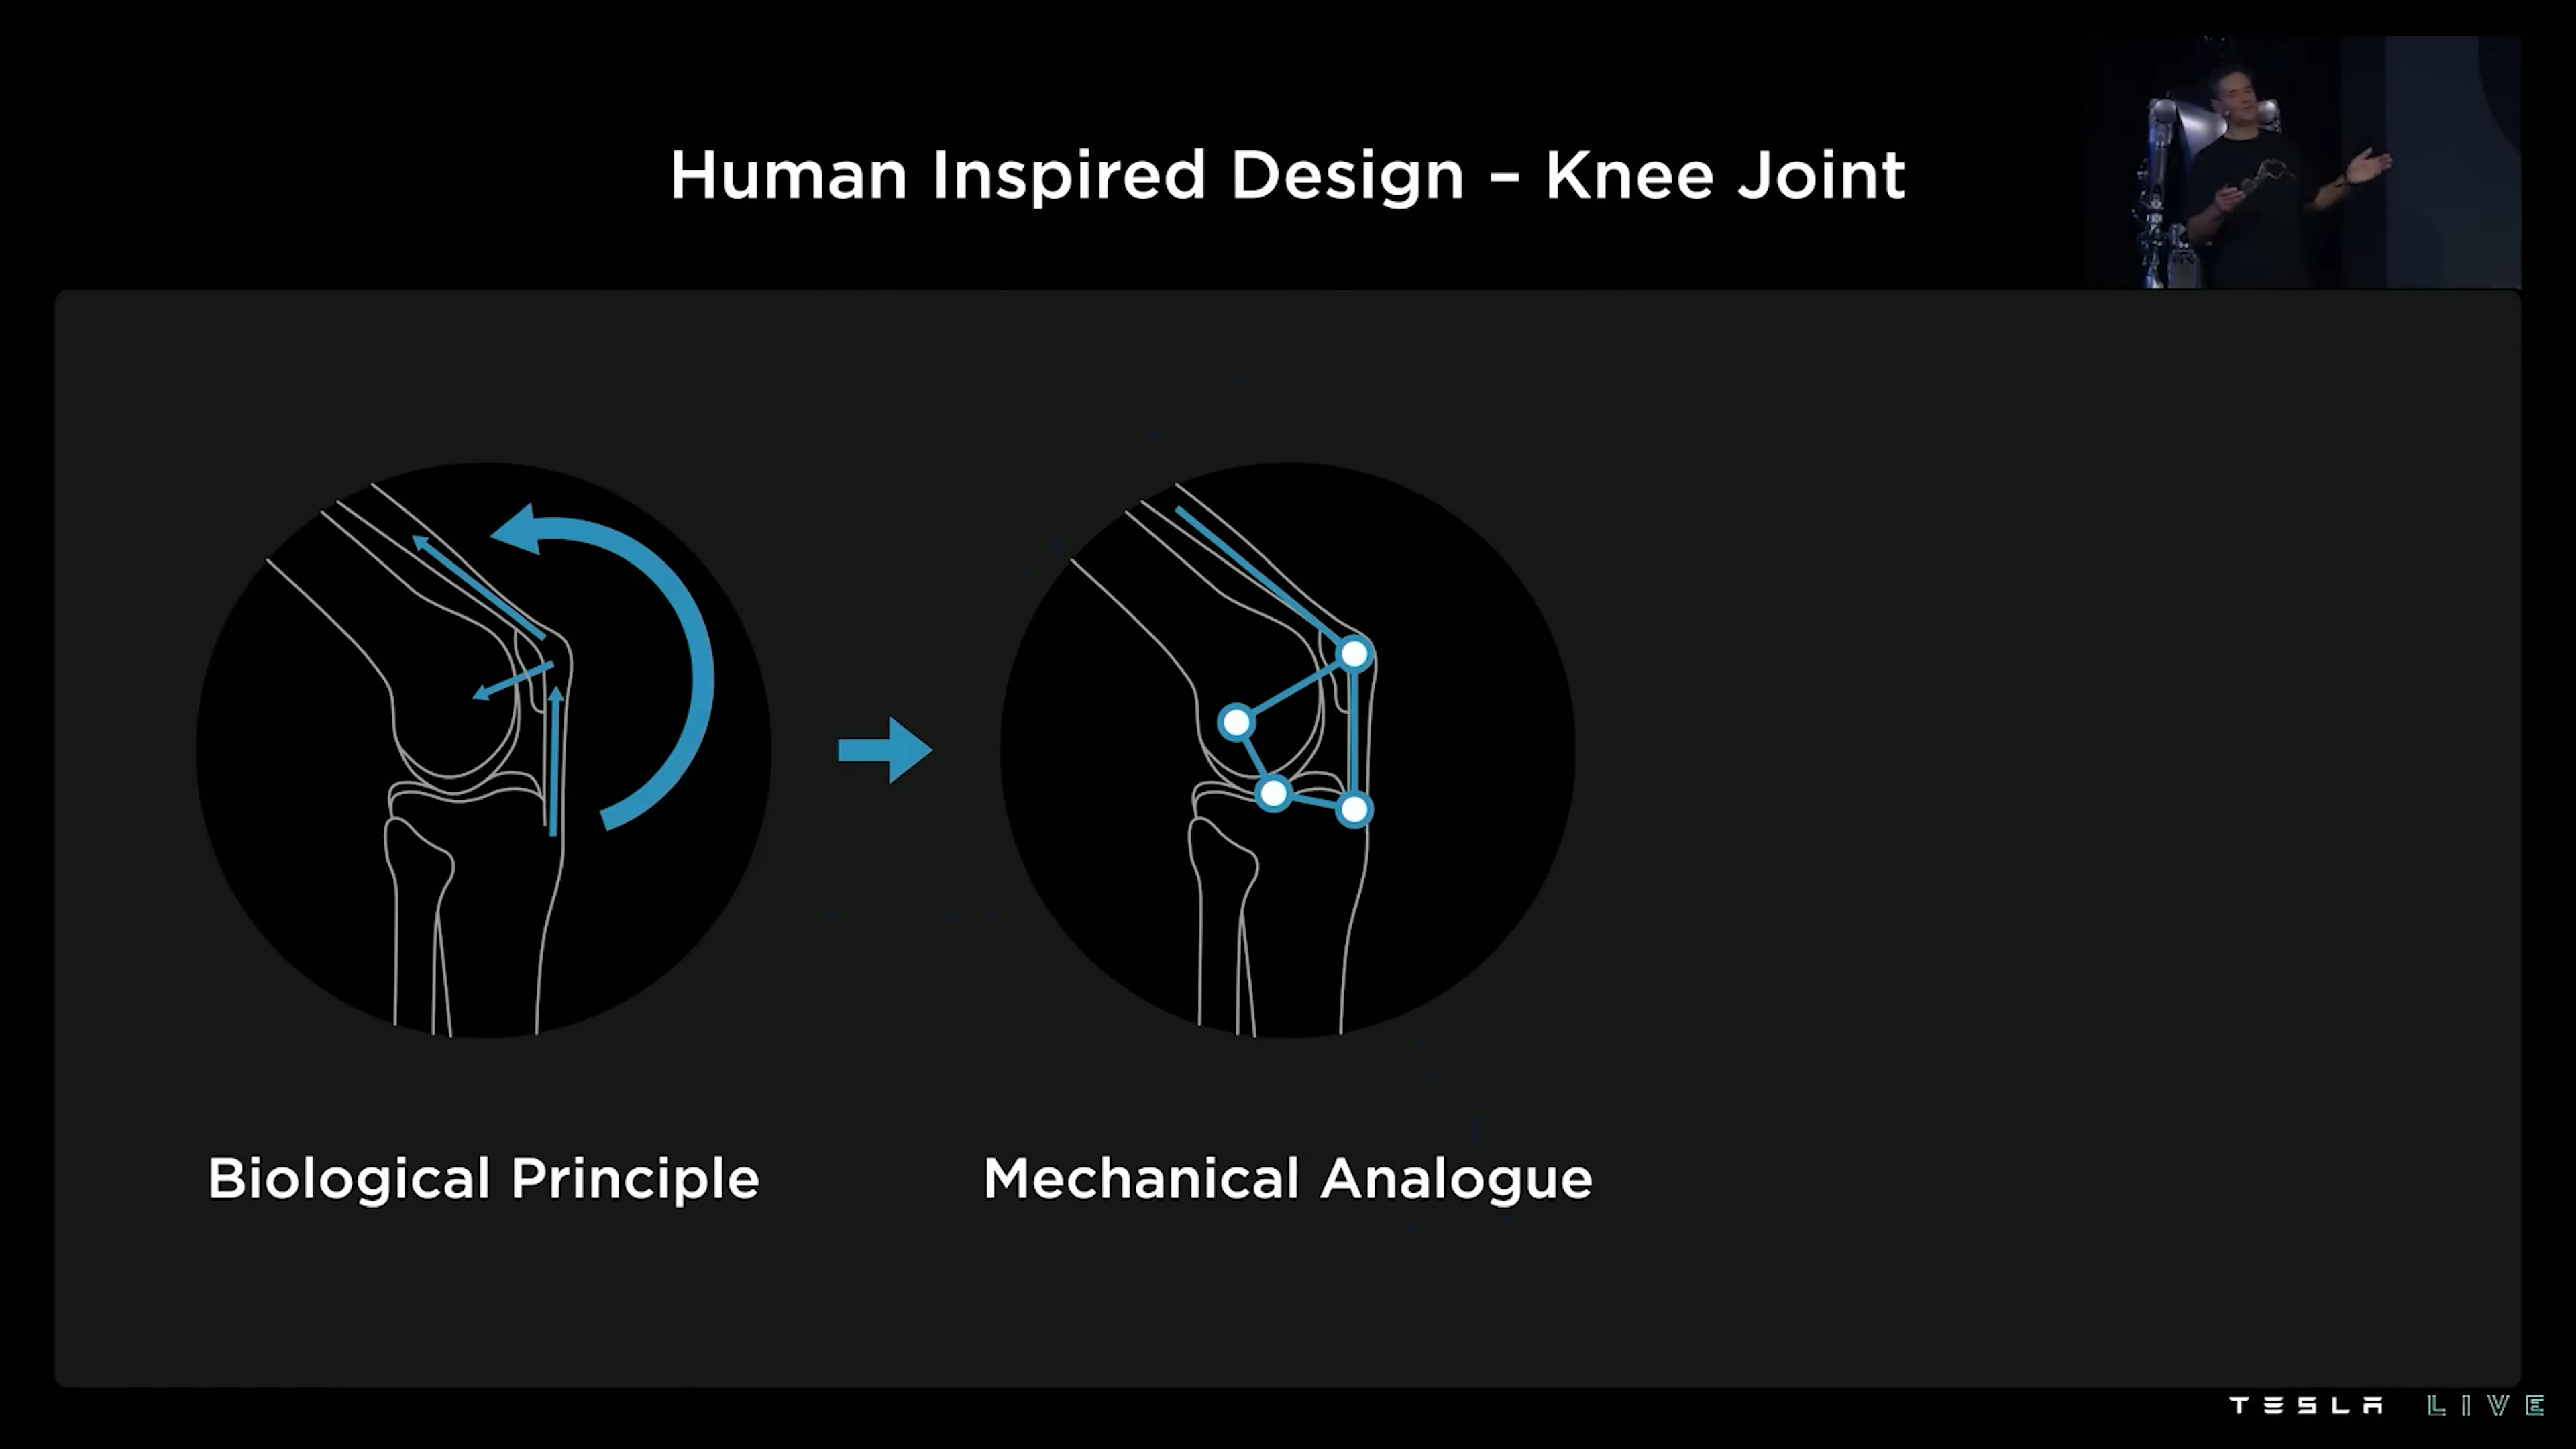 Human Inspired Design – Knee Joint
Biological Principle
Mechanical Analogue
TESLA LIVE